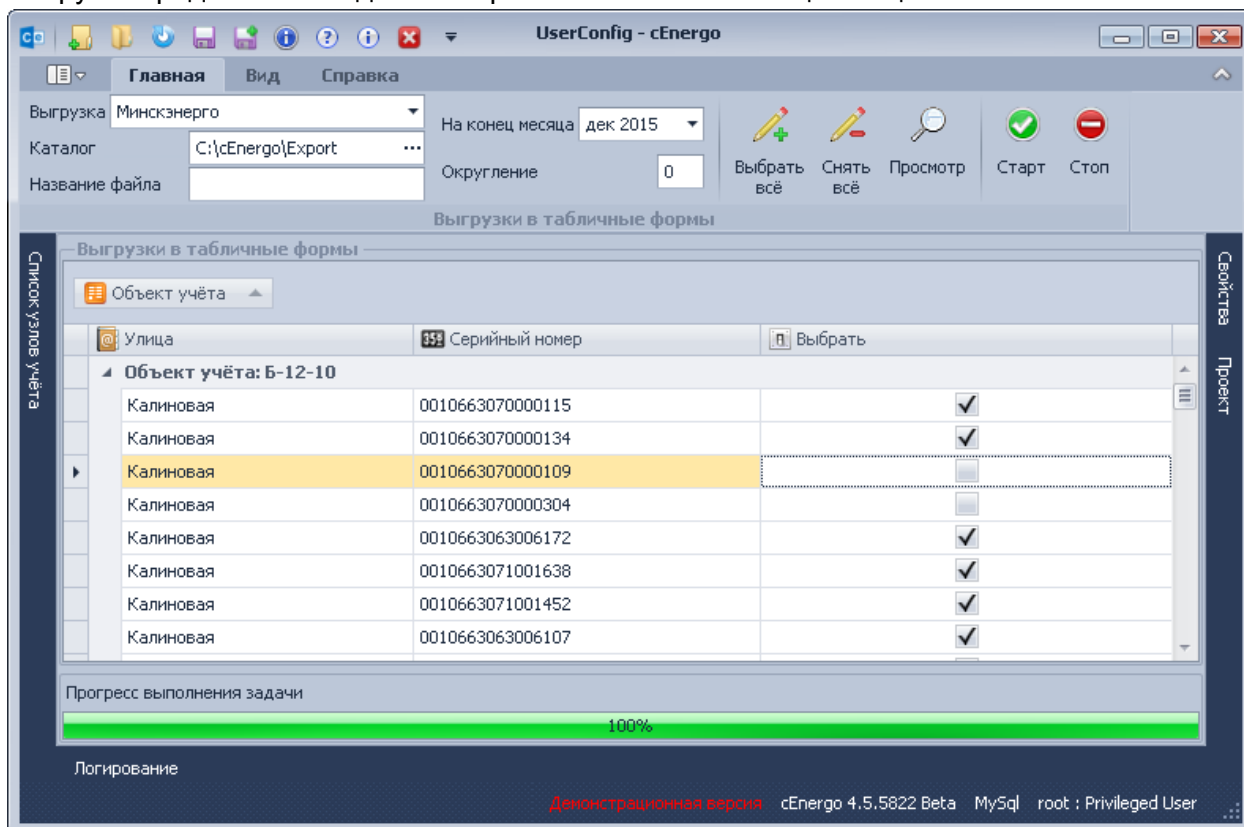 UserConfig - cEnergo
Главная Вид Справка
Выгрузка Минскэнерго
Каталог C:\cEnergo\Export ...
Название файла
На конец месяца дек 2015
Округление 0
Выбрать всё
Снять всё
Просмотр
Старт
Стоп
Выгрузки в табличные формы
Список узлов учёта
Свойства
Проект
Выгрузки в табличные формы
Объект учёта
Улица Серийный номер Выбрать
Объект учёта: Б-12-10
Калиновая 0010663070000115
Калиновая 0010663070000134
Калиновая 0010663070000109
Калиновая 0010663070000304
Калиновая 0010663063006172
Калиновая 0010663071001638
Калиновая 0010663071001452
Калиновая 0010663063006107
Прогресс выполнения задачи
100%
Логирование
Демонстрационная версия cEnergo 4.5.5822 Beta MySql root : Privileged User